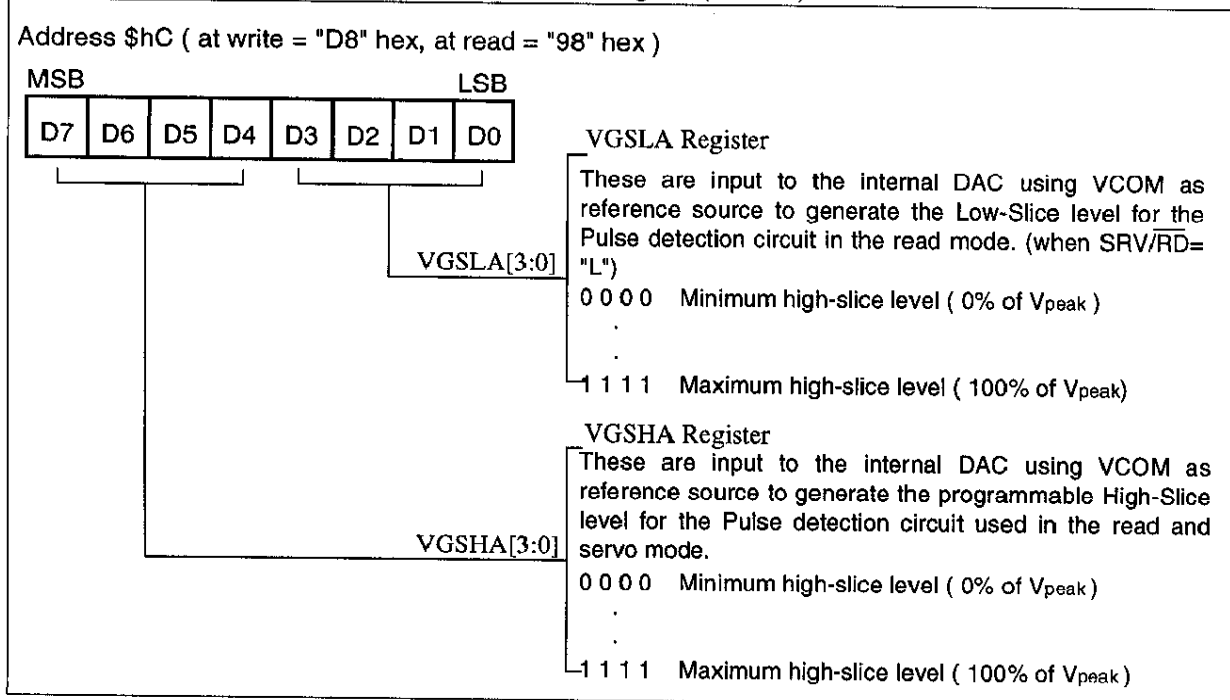 Address $hC ( at write = "D8" hex, at read = "98" hex )
MSB LSB
D7 D6 D5 D4 D3 D2 D1 D0
VGSLA Register
These are input to the internal DAC using VCOM as
reference source to generate the Low-Slice level for the
Pulse detection circuit in the read mode. (when SRV/R̅D̅=
"L")
VGSLA[3:0]
0 0 0 0 Minimum high-slice level ( 0% of Vpeak )
.
.
1 1 1 1 Maximum high-slice level ( 100% of Vpeak)
VGSHA Register
These are input to the internal DAC using VCOM as
reference source to generate the programmable High-Slice
level for the Pulse detection circuit used in the read and
servo mode.
VGSHA[3:0]
0 0 0 0 Minimum high-slice level ( 0% of Vpeak )
.
.
1 1 1 1 Maximum high-slice level ( 100% of Vpeak )